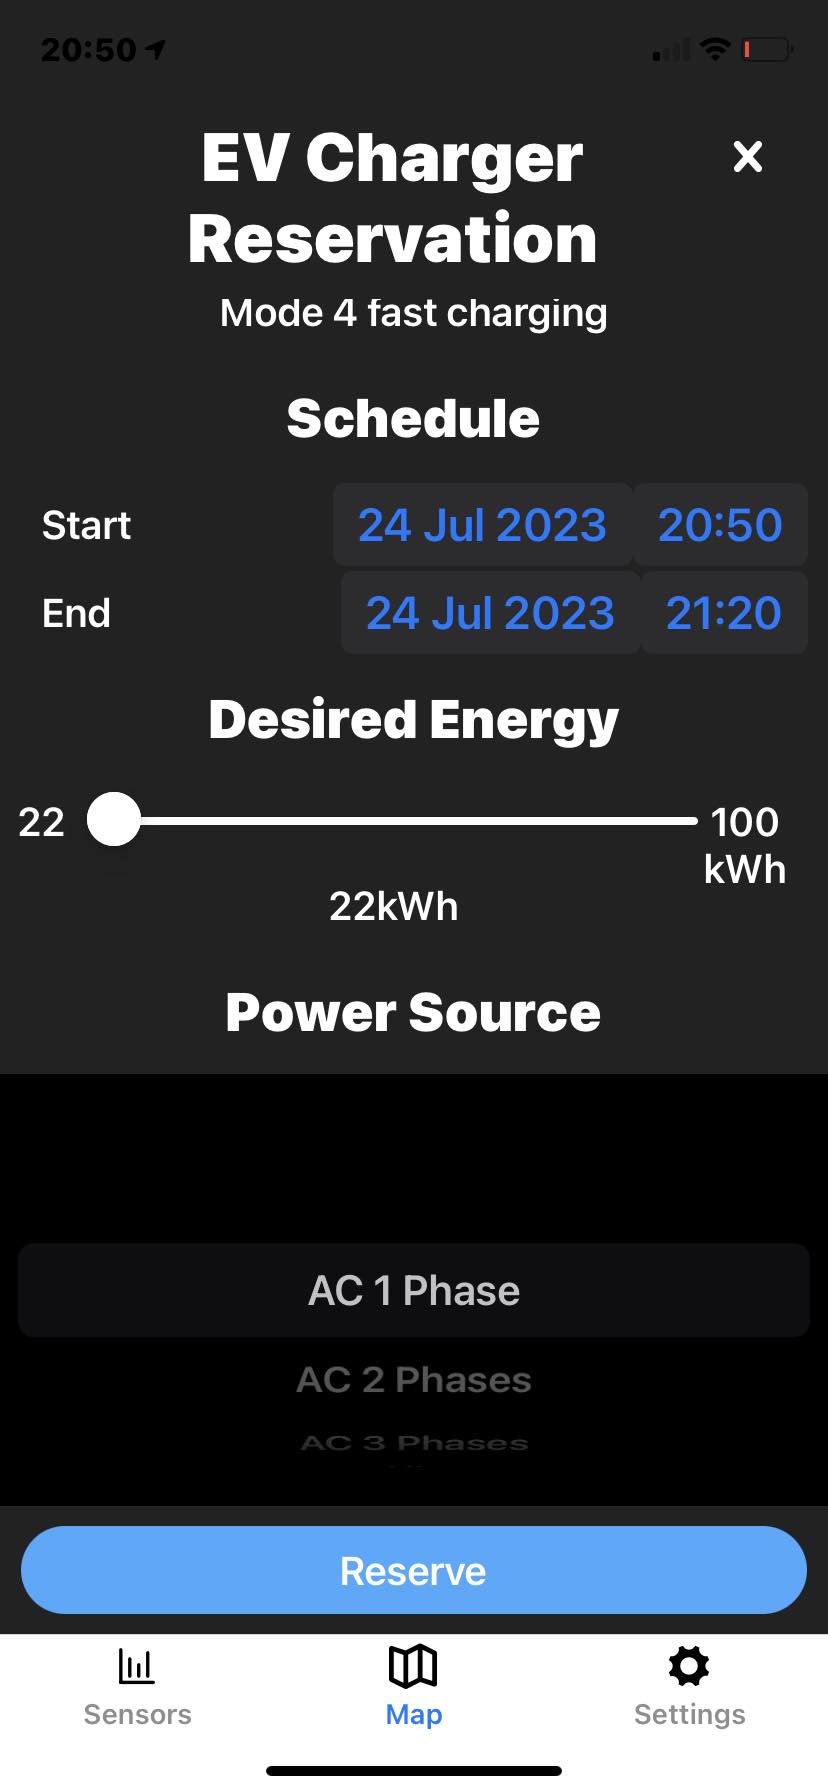 20:50
EV Charger
Reservation
Mode 4 fast charging
Schedule
Start 24 Jul 2023 20:50
End 24 Jul 2023 21:20
Desired Energy
22 100
kWh
22kWh
Power Source
AC 1 Phase
AC 2 Phases
AC 3 Phases
Reserve
Sensors Map Settings